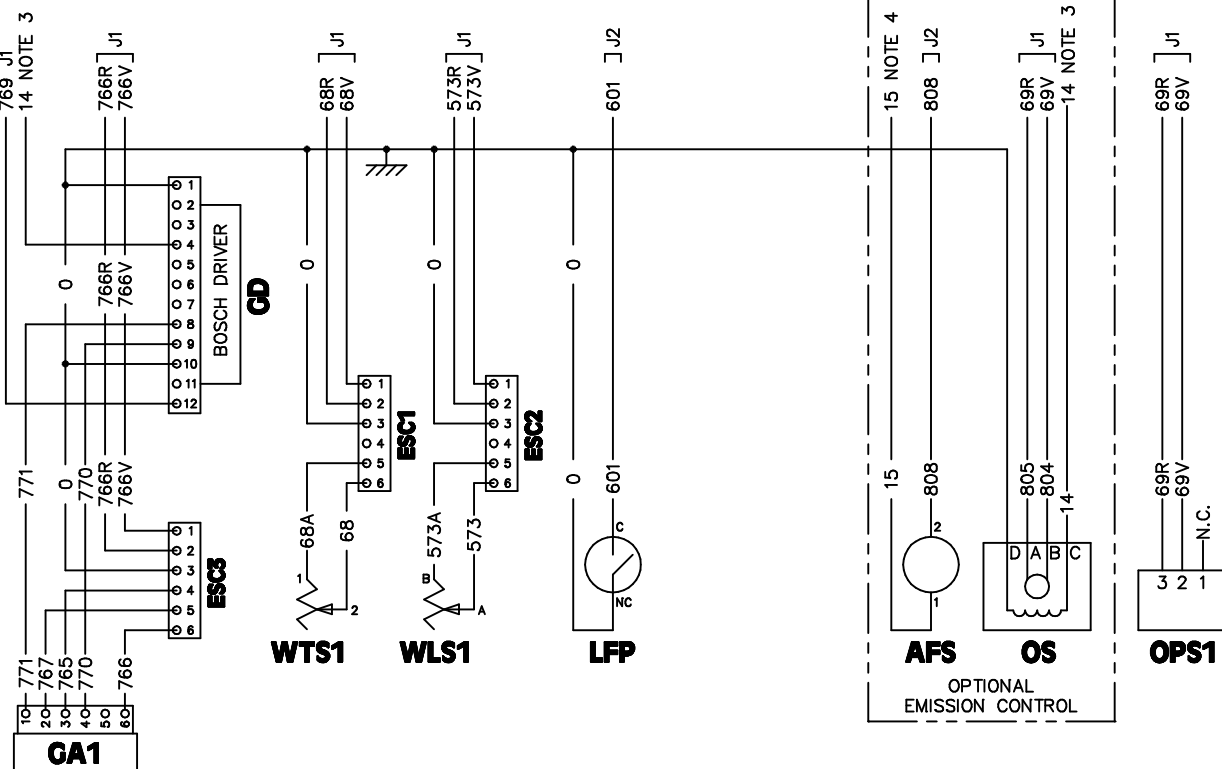 769 J1
14 NOTE 3
J1
766R
766V
J1
68R
68V
J1
573R
573V
J2
601
15 NOTE 4
J2
808
J1
69R
69V
14 NOTE 3
J1
69R
69V
1
2
3
4
5
6
7
8
9
10
11
12
BOSCH DRIVER
GD
0
766R
766V
0
0
0
1
2
3
4
5
6
ESC1
1
2
3
4
5
6
ESC2
771
0
770
766R
766V
1
2
3
4
5
6
ESC3
68A
68
1
2
WTS1
573A
573
B
A
WLS1
0
601
C
NC
LFP
15
808
2
1
AFS
805
804
14
D
A
B
C
OS
OPTIONAL
EMISSION CONTROL
69R
69V
N.C.
3 2 1
OPS1
771
767
765
770
766
1
2
3
4
5
6
GA1